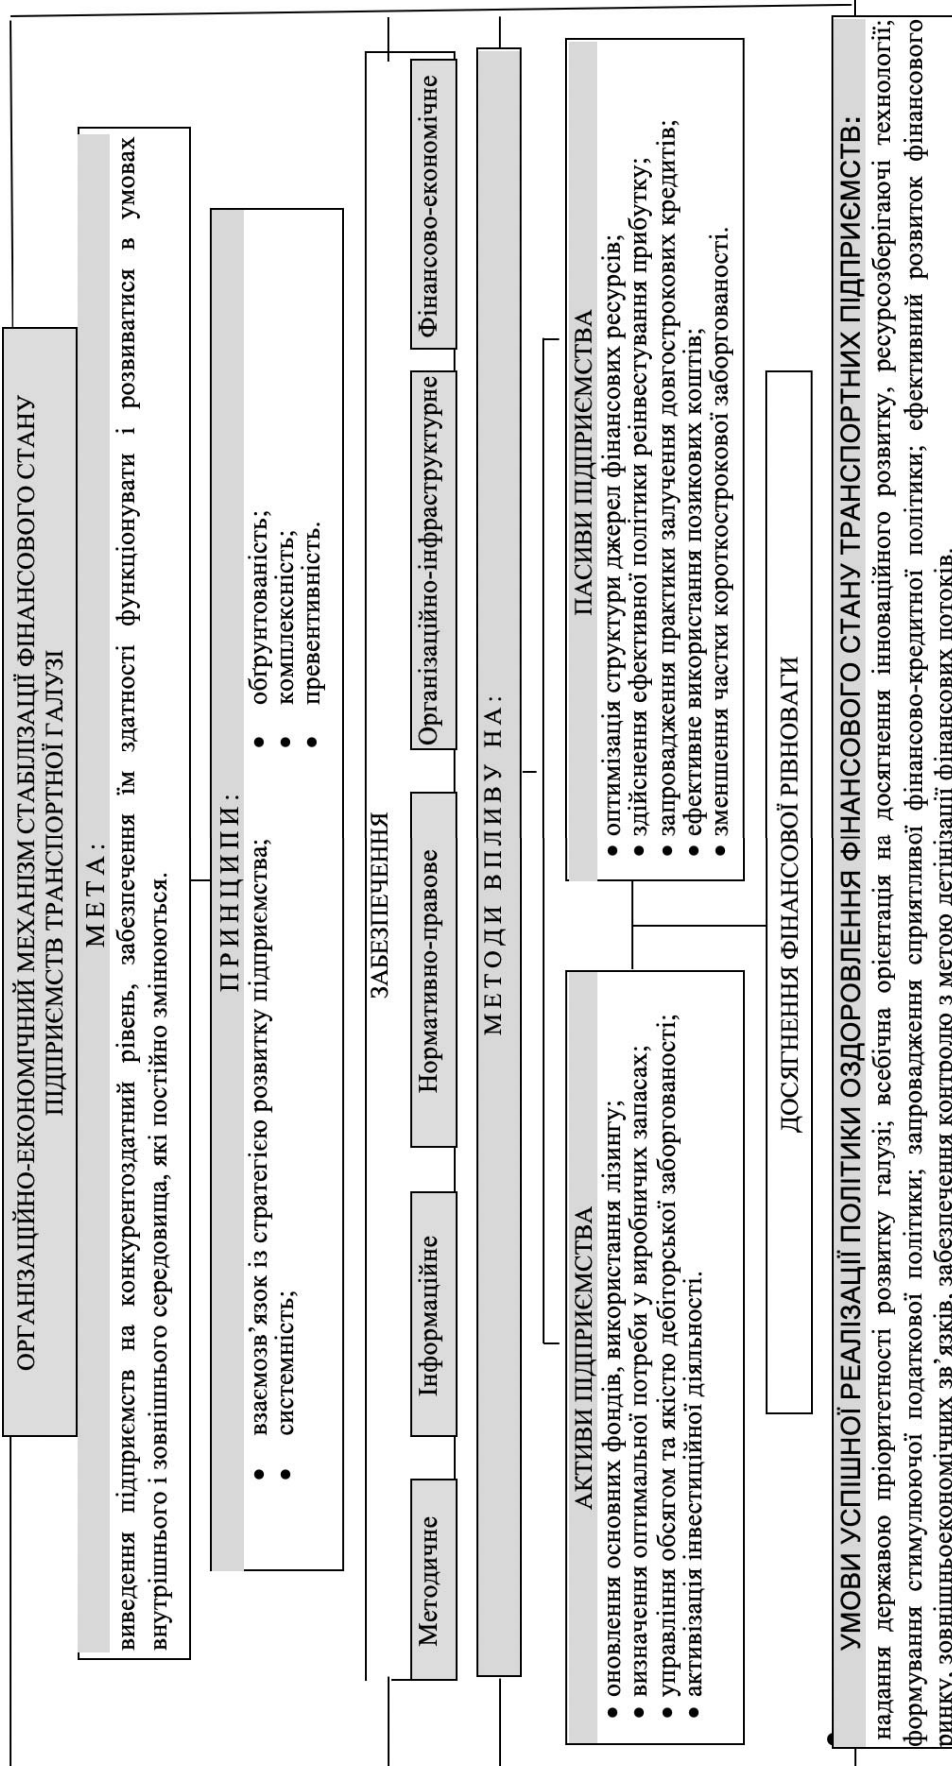 ОРГАНІЗАЦІЙНО-ЕКОНОМІЧНИЙ МЕХАНІЗМ СТАБІЛІЗАЦІЇ ФІНАНСОВОГО СТАНУ
ПІДПРИЄМСТВ ТРАНСПОРТНОЇ ГАЛУЗІ
МЕТА:
виведення підприємств на конкурентоздатний рівень, забезпечення їм здатності функціонувати і розвиватися в умовах
внутрішнього і зовнішнього середовища, які постійно змінюються.
ПРИНЦИПИ:
• взаємозв’язок із стратегією розвитку підприємства;
• системність;
• обґрунтованість;
• комплексність;
• превентивність.
ЗАБЕЗПЕЧЕННЯ
Методичне
Інформаційне
Нормативно-правове
Організаційно-інфраструктурне
Фінансово-економічне
МЕТОДИ ВПЛИВУ НА:
АКТИВИ ПІДПРИЄМСТВА
• оновлення основних фондів, використання лізингу;
• визначення оптимальної потреби у виробничих запасах;
• управління обсягом та якістю дебіторської заборгованості;
• активізація інвестиційної діяльності.
ПАСИВИ ПІДПРИЄМСТВА
• оптимізація структури джерел фінансових ресурсів;
• здійснення ефективної політики реінвестування прибутку;
• запровадження практики залучення довгострокових кредитів;
• ефективне використання позикових коштів;
• зменшення частки короткострокової заборгованості.
ДОСЯГНЕННЯ ФІНАНСОВОЇ РІВНОВАГИ
УМОВИ УСПІШНОЇ РЕАЛІЗАЦІЇ ПОЛІТИКИ ОЗДОРОВЛЕННЯ ФІНАНСОВОГО СТАНУ ТРАНСПОРТНИХ ПІДПРИЄМСТВ:
надання державою пріоритетності розвитку галузі; всебічна орієнтація на досягнення інноваційного розвитку, ресурсозберігаючі технології;
формування стимулюючої податкової політики; запровадження сприятливої фінансово-кредитної політики; ефективний розвиток фінансового
ринку, зовнішньоекономічних зв’язків, забезпечення контролю з метою детінізації фінансових потоків.